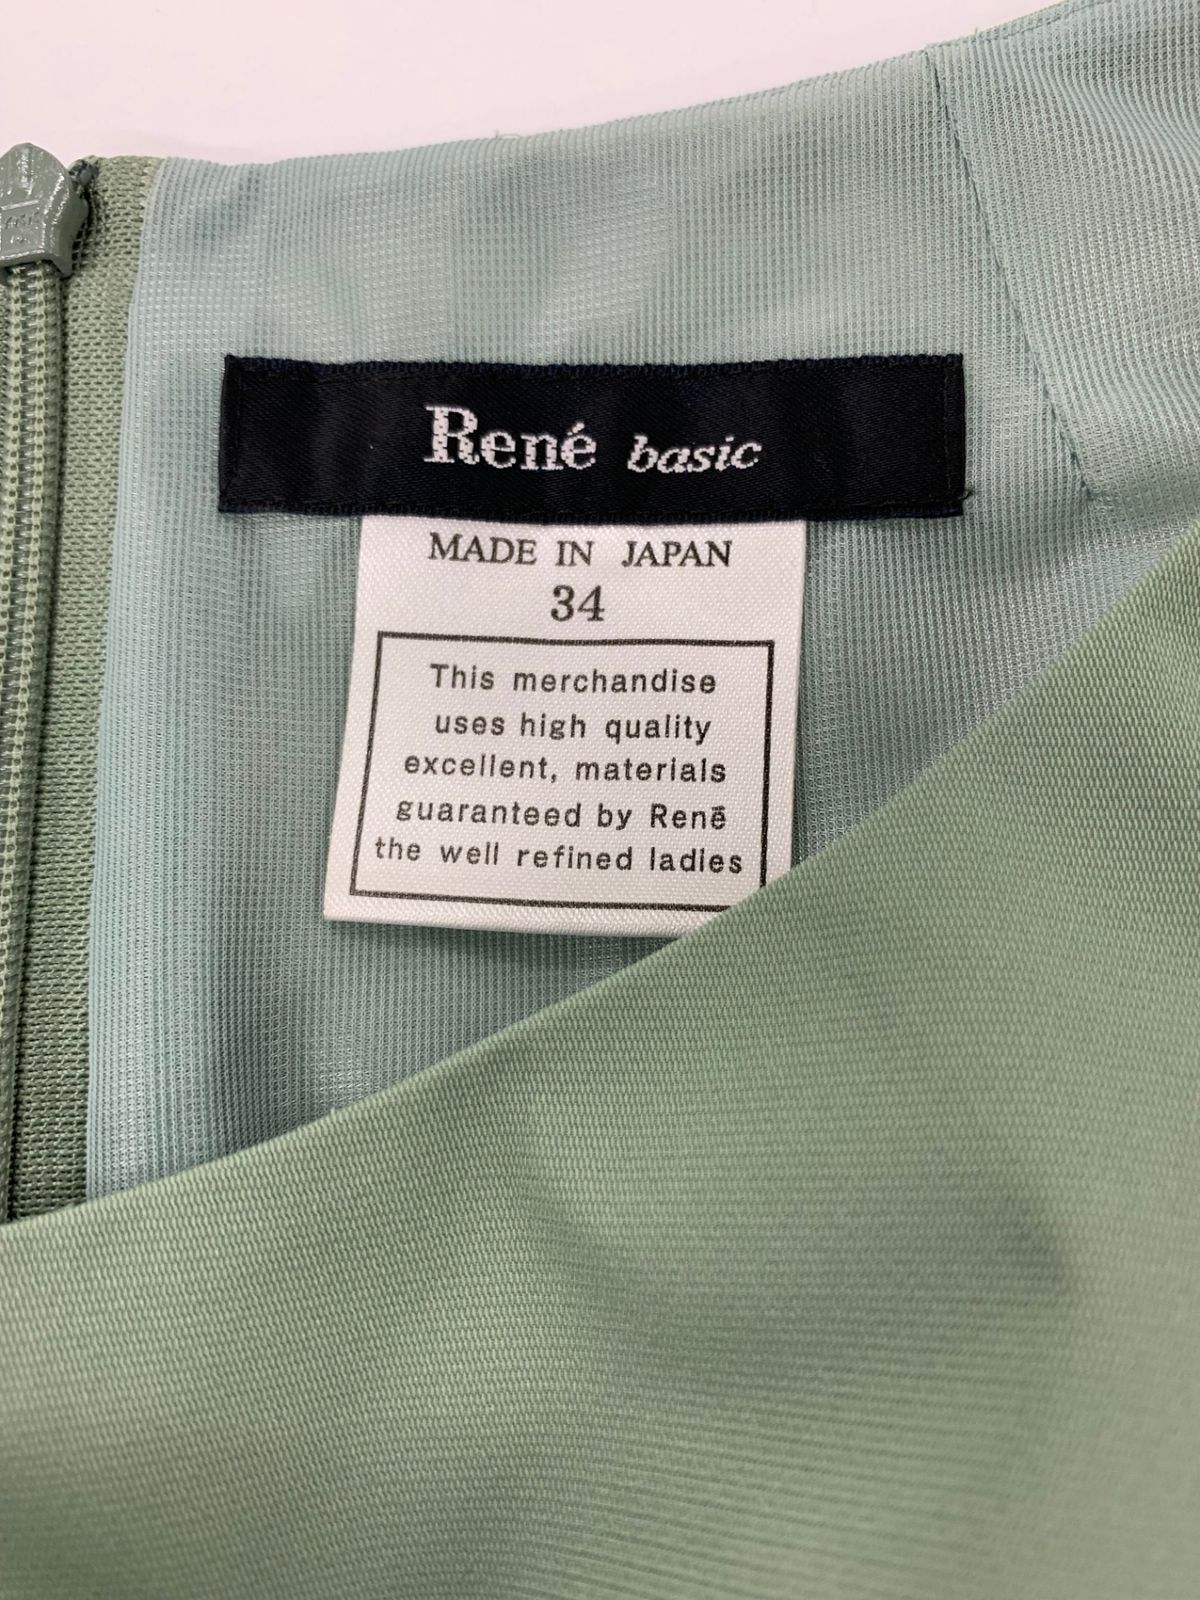 René basic
MADE IN JAPAN
34
This merchandise
uses high quality
excellent, materials
guaranteed by René
the well refined ladies